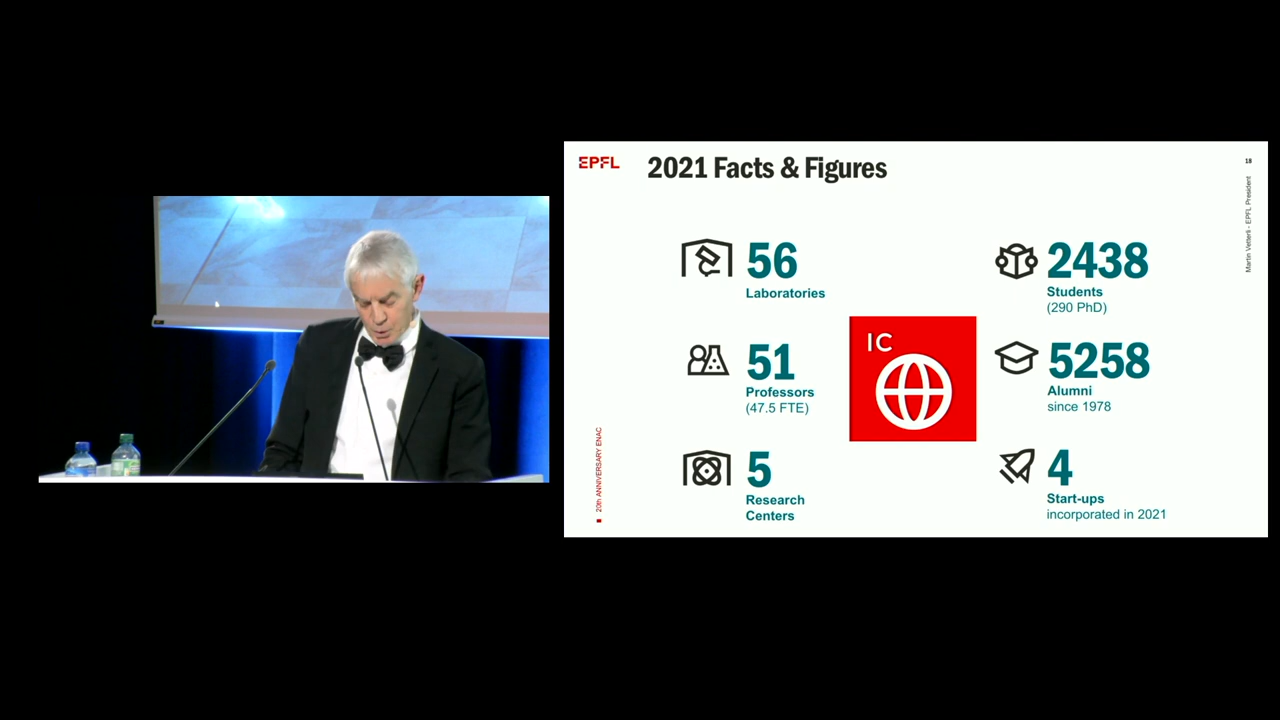 EPFL
2021 Facts & Figures
18
Martin Vetterli - EPFL President
20th ANNIVERSARY ENAC
56
Laboratories
51
Professors
(47.5 FTE)
5
Research
Centers
IC
2438
Students
(290 PhD)
5258
Alumni
since 1978
4
Start-ups
incorporated in 2021